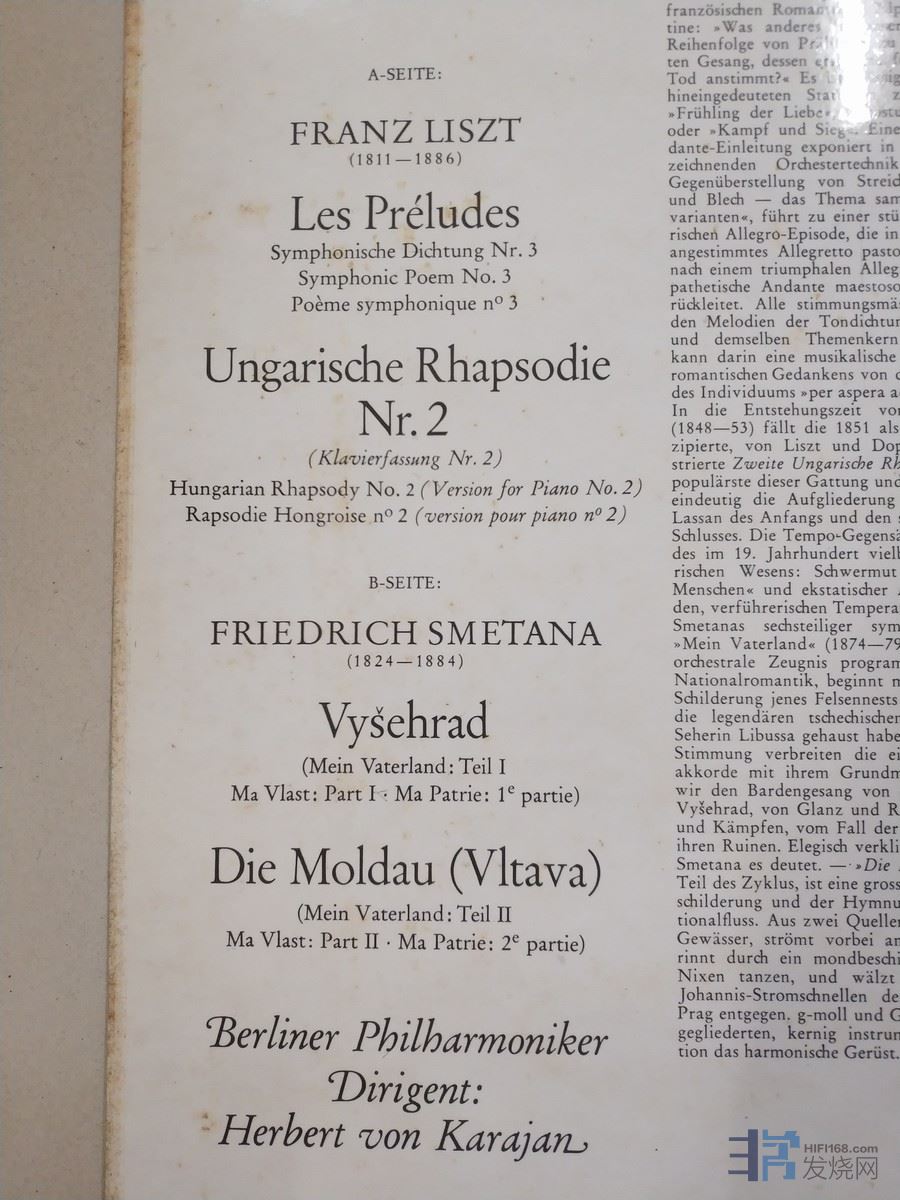 A-SEITE:
FRANZ LISZT
(1811—1886)
Les Préludes
Symphonische Dichtung Nr. 3
Symphonic Poem No. 3
Poème symphonique nº 3
Ungarische Rhapsodie
Nr. 2
(Klavierfassung Nr. 2)
Hungarian Rhapsody No. 2 (Version for Piano No. 2)
Rapsodie Hongroise nº 2 (version pour piano nº 2)
B-SEITE:
FRIEDRICH SMETANA
(1824—1884)
Vyšehrad
(Mein Vaterland: Teil I
Ma Vlast: Part I · Ma Patrie: 1e partie)
Die Moldau (Vltava)
(Mein Vaterland: Teil II
Ma Vlast: Part II · Ma Patrie: 2e partie)
Berliner Philharmoniker
Dirigent:
Herbert von Karajan
französischen
tine: »Was anderes
Reihenfolge von
ten Gesang, dessen
Tod anstimmt?« Es
hineingedeuteten
»Frühling der Liebe«
oder »Kampf und Sieg«. Eine
dante-Einleitung exponiert in
zeichnenden Orchestertechnik
Gegenüberstellung von
und Blech — das Thema
varianten«, führt zu einer
rischen Allegro-Episode, die in
angestimmtes Allegretto
nach einem triumphalen
pathetische Andante maestoso
rückleitet. Alle
den Melodien der
und demselben Themenkern
kann darin eine musikalische
romantischen Gedankens von
des Individuums »per aspera
In die Entstehungszeit
(1848—53) fällt die 1851 als
zipierte, von Liszt und
strierte Zweite Ungarische
populärste dieser Gattung und
eindeutig die Aufgliederung
Lassan des Anfangs und den
Schlusses. Die
des im 19. Jahrhundert
rischen Wesens: Schwermut
Menschen« und ekstatischer
den, verführerischen
Smetanas sechsteiliger
»Mein Vaterland« (1874—79
orchestrale Zeugnis
Nationalromantik, beginnt
Schilderung jenes Felsennests
die legendären
Seherin Libussa gehaust
Stimmung verbreiten die
akkorde mit ihrem
wir den Bardengesang von
Vyšehrad, von Glanz und
und Kämpfen, vom Fall der
ihren Ruinen. Elegisch
Smetana es deutet. — »Die
Teil des Zyklus, ist eine
schilderung und der
tionalfluss. Aus zwei
Gewässer, strömt vorbei
rinnt durch ein
Nixen tanzen, und wälzt
Johannis-Stromschnellen
Prag entgegen. g-moll und G
gegliederten, kernig
tion das harmonische Gerüst.
HIFI168.com
发烧网